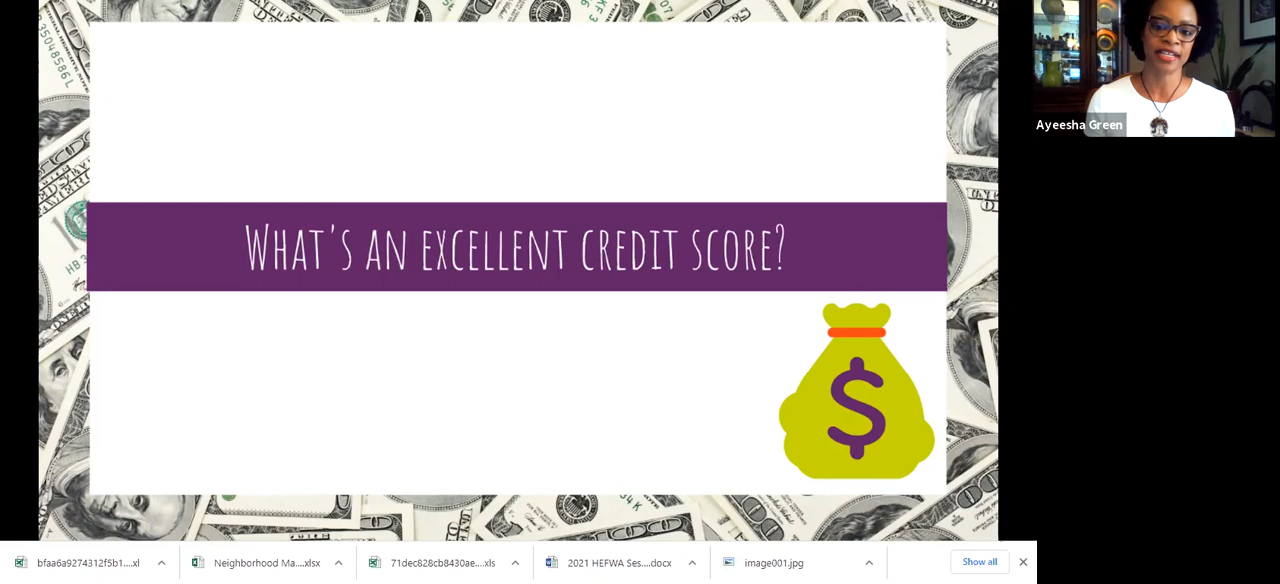 WHAT'S AN EXCELLENT CREDIT SCORE?
$
Ayeesha Green
bfaa6a9274312f5b1....xl
Neighborhood Ma....xlsx
71dec828cb8430ae....xls
2021 HEFWA Ses....docx
image001.jpg
Show all